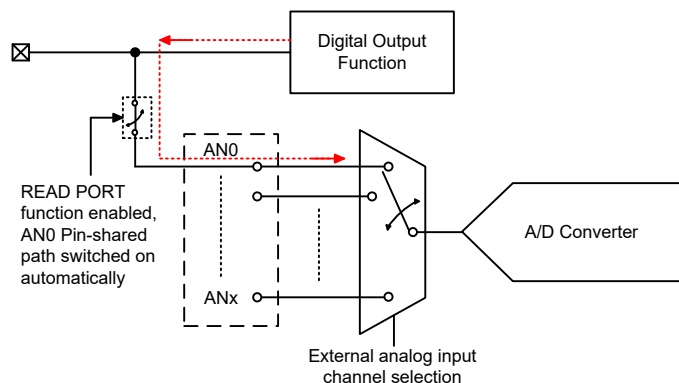 Digital Output
Function
AN0
READ PORT
function enabled,
AN0 Pin-shared
path switched on
automatically
A/D Converter
ANx
External analog input
channel selection